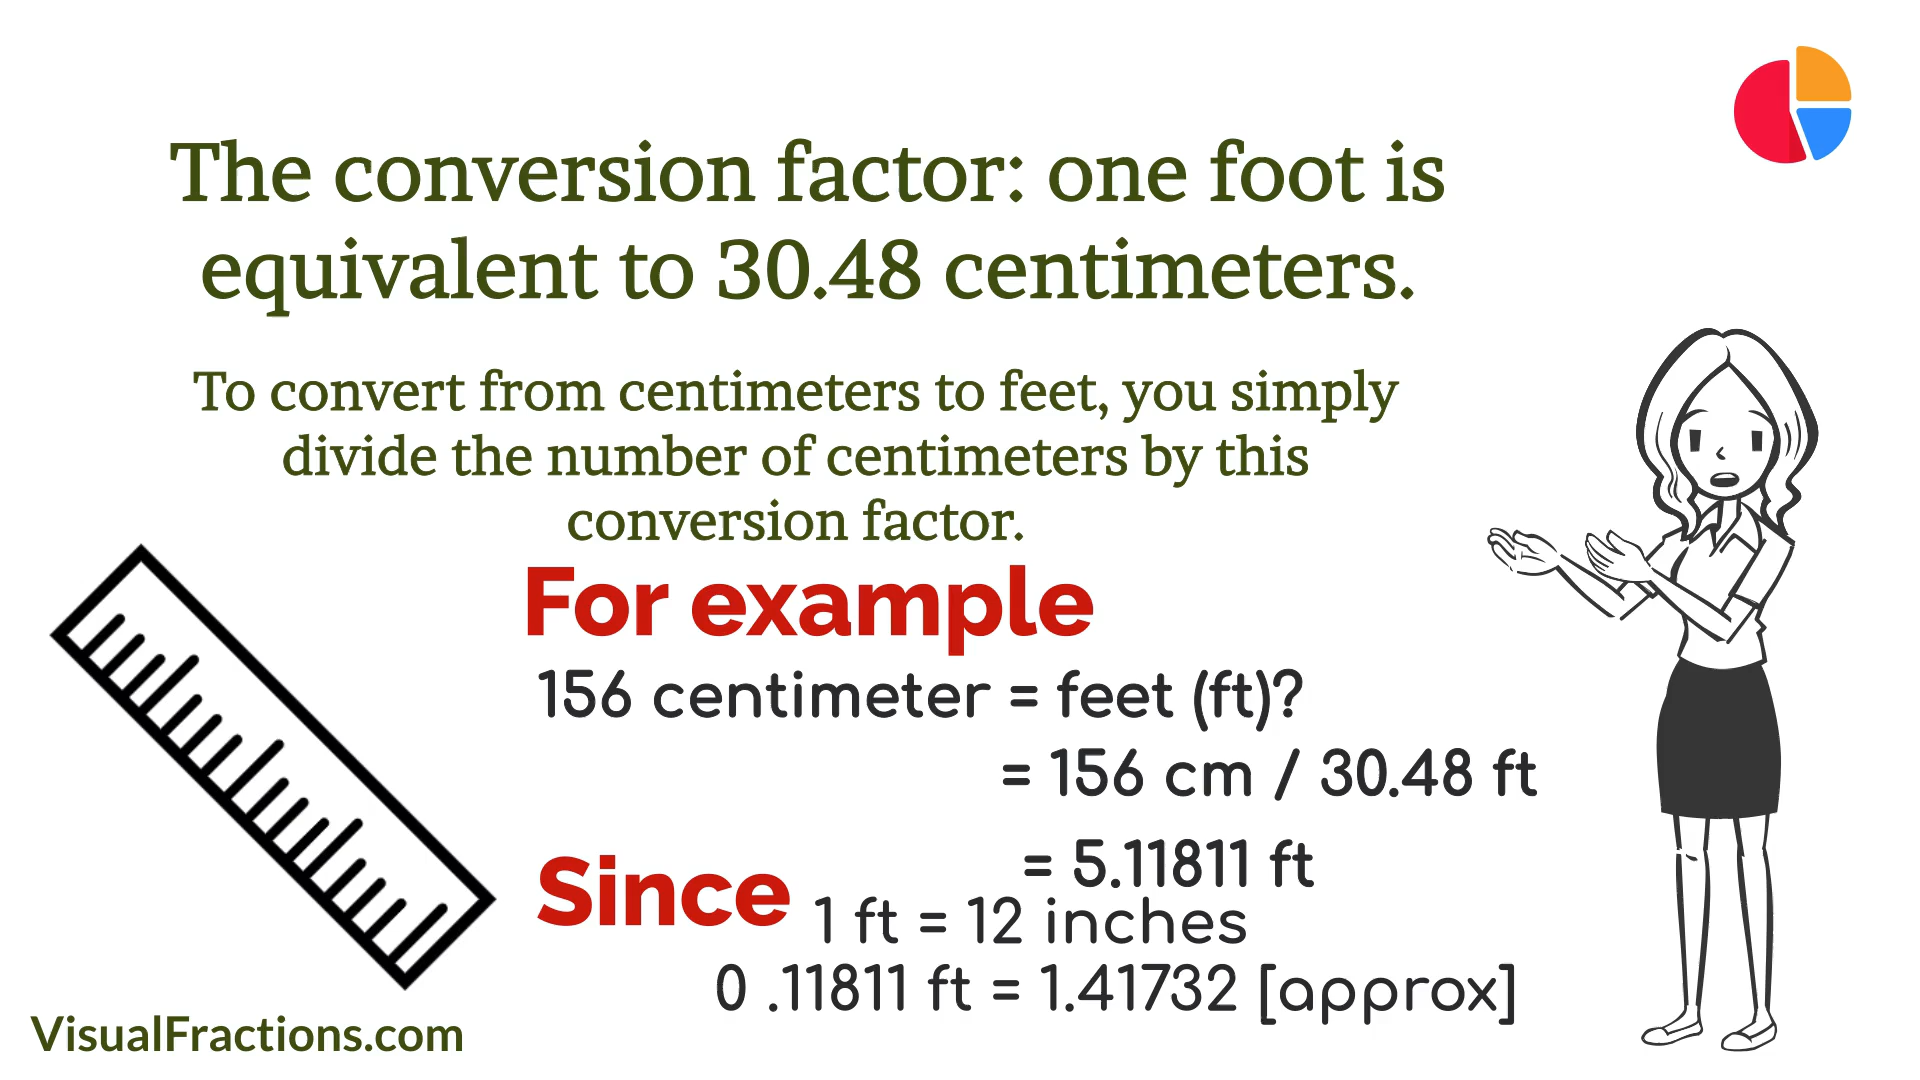 The conversion factor: one foot is
equivalent to 30.48 centimeters.
To convert from centimeters to feet, you simply
divide the number of centimeters by this
conversion factor.
For example
156 centimeter = feet (ft)?
= 156 cm / 30.48 ft
= 5.11811 ft
Since
1 ft = 12 inches
0 .11811 ft = 1.41732 [approx]
VisualFractions.com